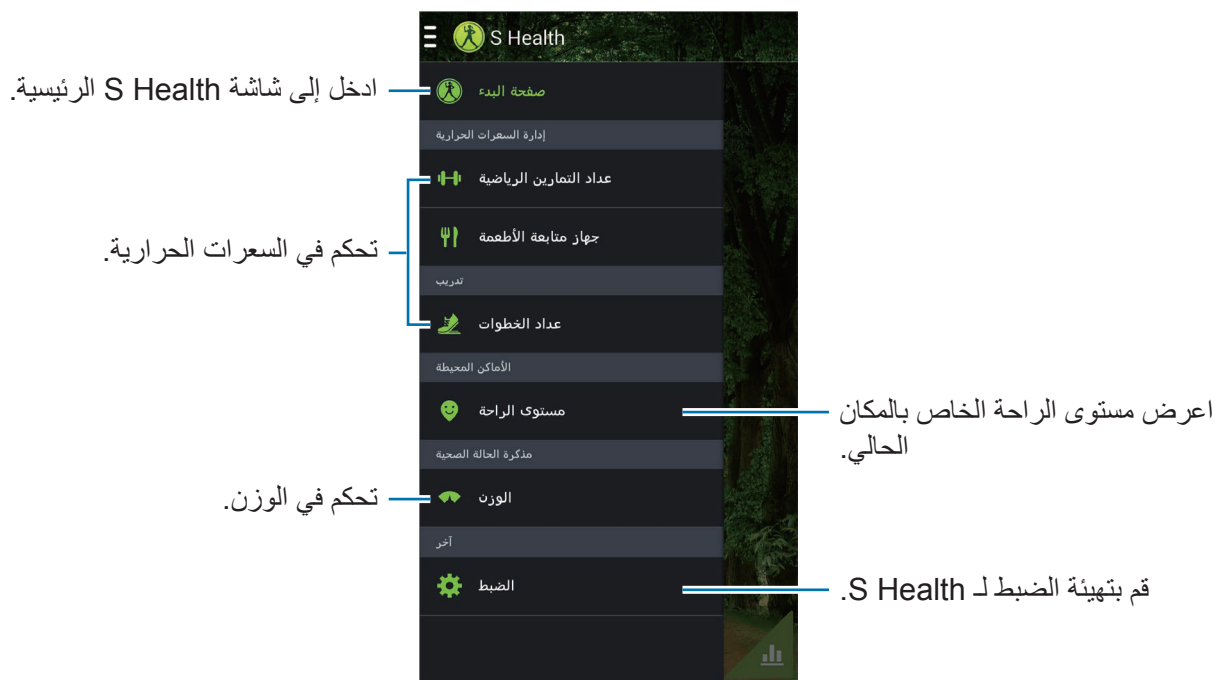 S Health
ادخل إلى شاشة S Health الرئيسية.
صفحة البدء
إدارة السعرات الحرارية
عداد التمارين الرياضية
جهاز متابعة الأطعمة
تحكم في السعرات الحرارية.
تدريب
عداد الخطوات
الأماكن المحيطة
مستوى الراحة
اعرض مستوى الراحة الخاص بالمكان
الحالي.
مذكرة الحالة الصحية
الوزن
تحكم في الوزن.
آخر
الضبط
قم بتهيئة الضبط لـ S Health.